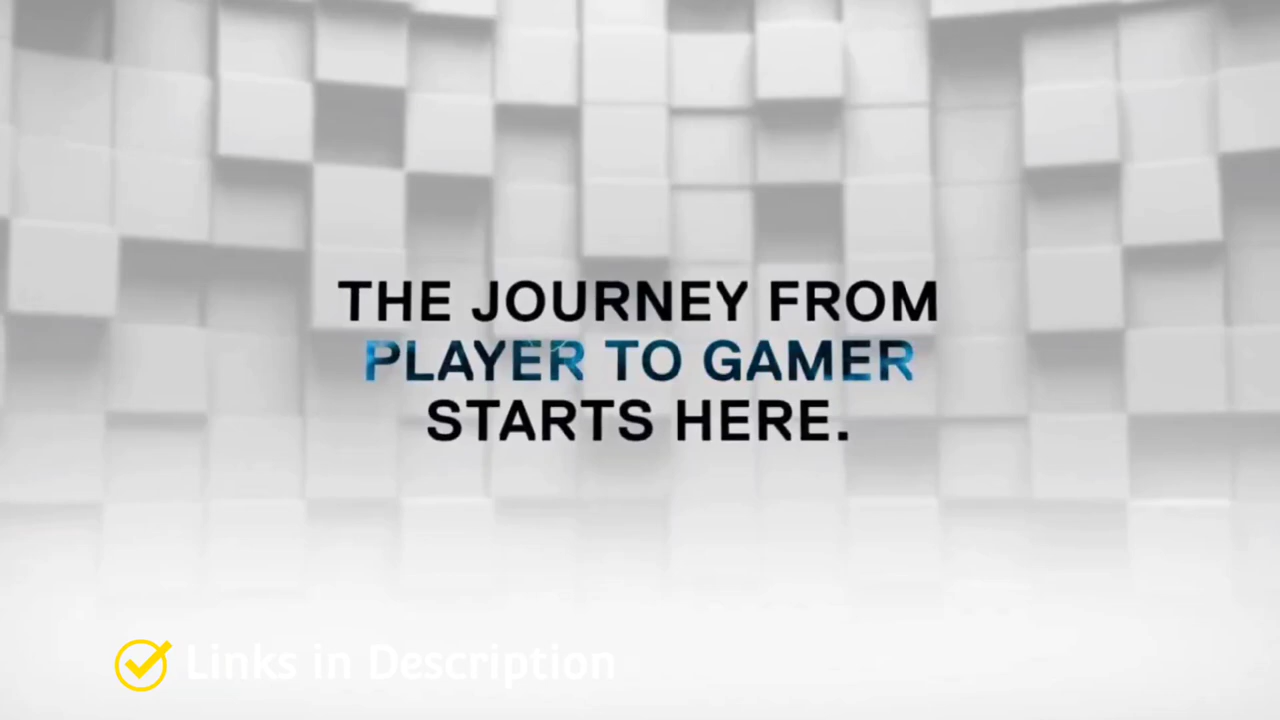 THE JOURNEY FROM
PLAYER TO GAMER
STARTS HERE.
Links in Description